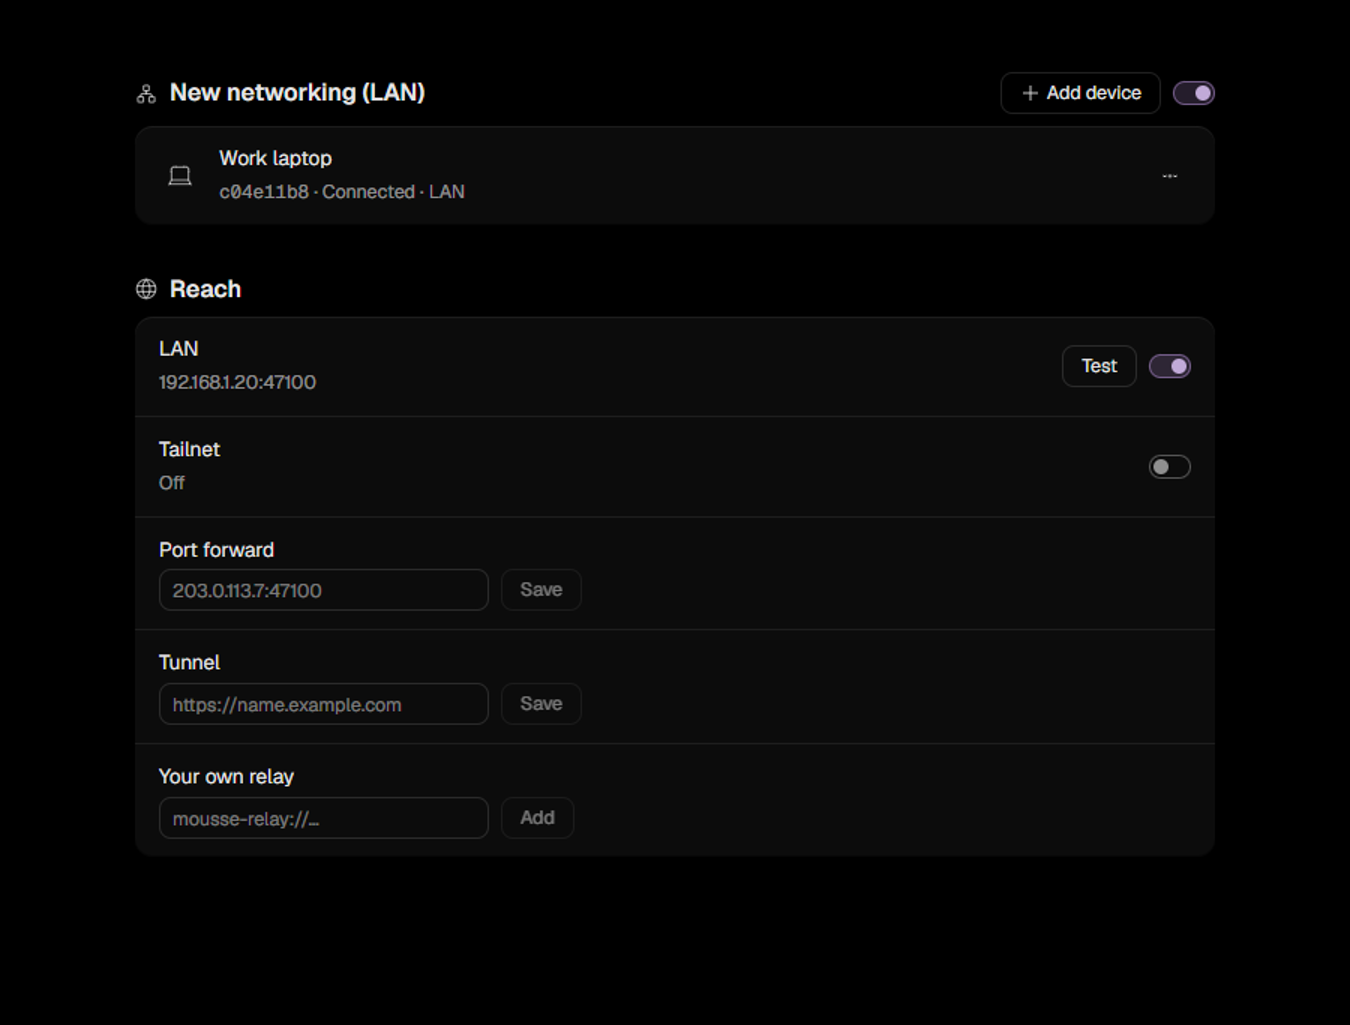 New networking (LAN)
Add device
Work laptop
c04e11b8 · Connected · LAN
Reach
LAN
192.168.1.20:47100
Test
Tailnet
Off
Port forward
203.0.113.7:47100
Save
Tunnel
https://name.example.com
Save
Your own relay
mousse-relay://...
Add